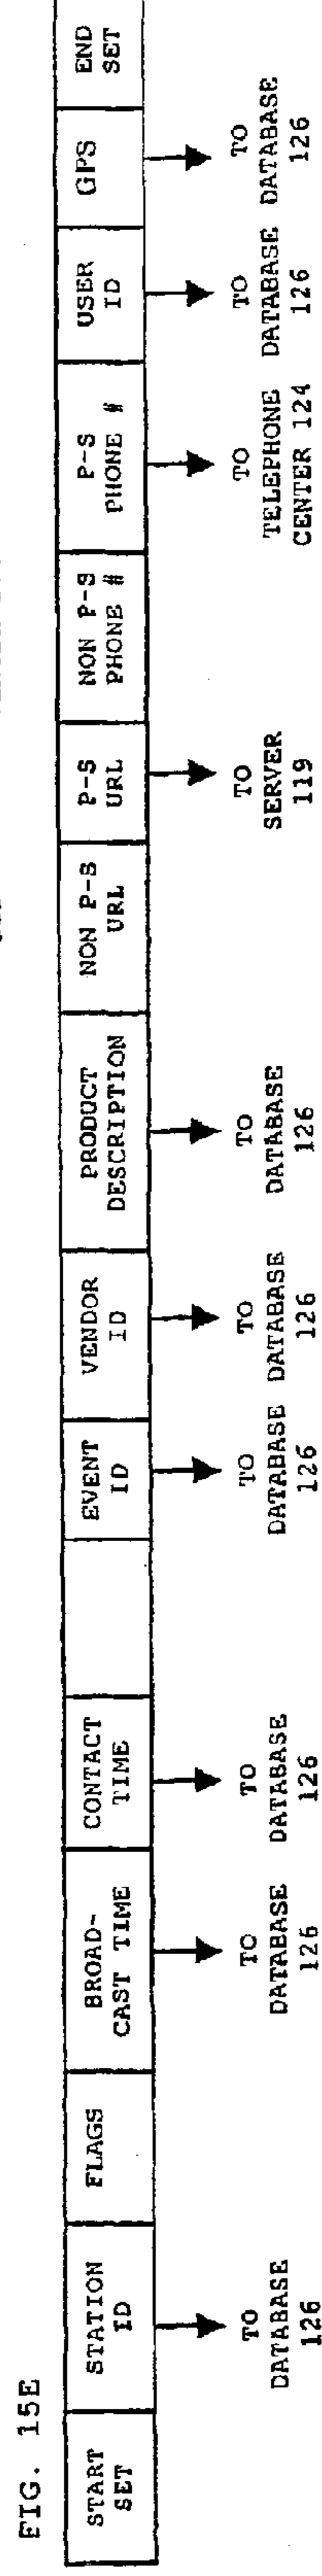 FIG. 15E
START
SET
STATION
ID
FLAGS
BROAD-
CAST TIME
CONTACT
TIME
EVENT
ID
VENDOR
ID
PRODUCT
DESCRIPTION
NON P-S
URL
P-S
URL
NON P-S
PHONE #
P-S
PHONE #
USER
ID
GPS
END
SET
TO
DATABASE
126
TO
DATABASE
126
TO
DATABASE
126
TO
DATABASE
126
TO
DATABASE
126
TO
DATABASE
126
TO
SERVER
119
TO
TELEPHONE
CENTER 124
TO
DATABASE
126
TO
DATABASE
126